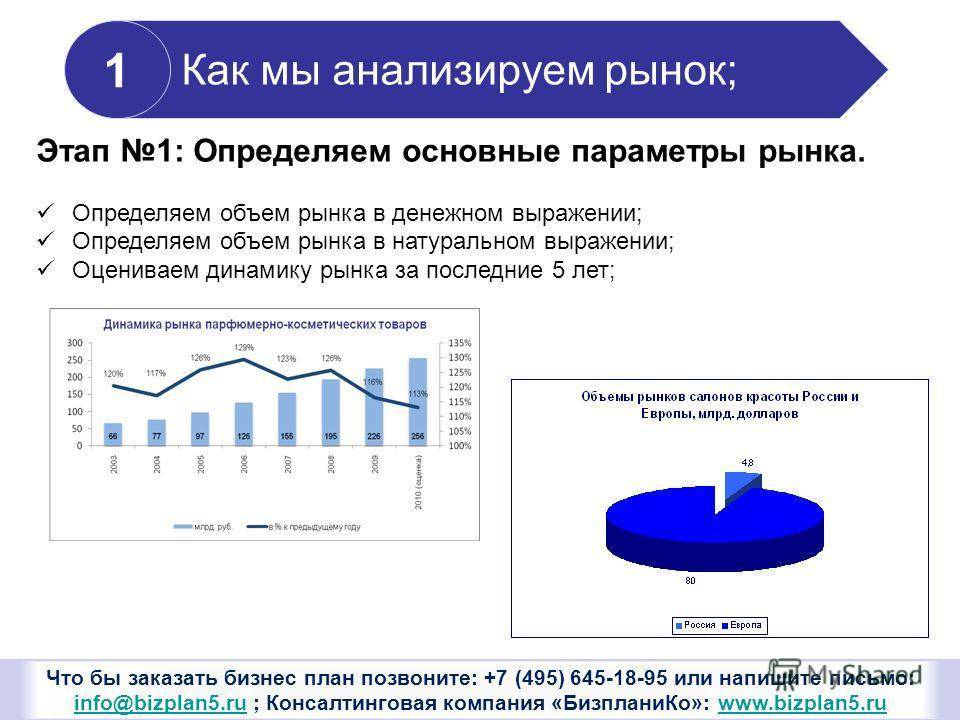 1
Как мы анализируем рынок;
Этап №1: Определяем основные параметры рынка.
✓ Определяем объем рынка в денежном выражении;
✓ Определяем объем рынка в натуральном выражении;
✓ Оцениваем динамику рынка за последние 5 лет;
Динамика рынка парфюмерно-косметических товаров
300
250
200
150
100
50
0
135%
130%
125%
120%
115%
110%
105%
100%
120%
117%
126%
129%
123%
126%
116%
113%
66
77
97
126
155
195
226
256
2003
2004
2005
2006
2007
2008
2009
2010 (оценка)
млрд. руб.
в % к предыдущему году
Объемы рынков салонов красоты России и
Европы, млрд. долларов
4,8
80
Россия
Европа
Что бы заказать бизнес план позвоните: +7 (495) 645-18-95 или напишите письмо:
info@bizplan5.ru ; Консалтинговая компания «БизпланиКо»: www.bizplan5.ru
MyShared